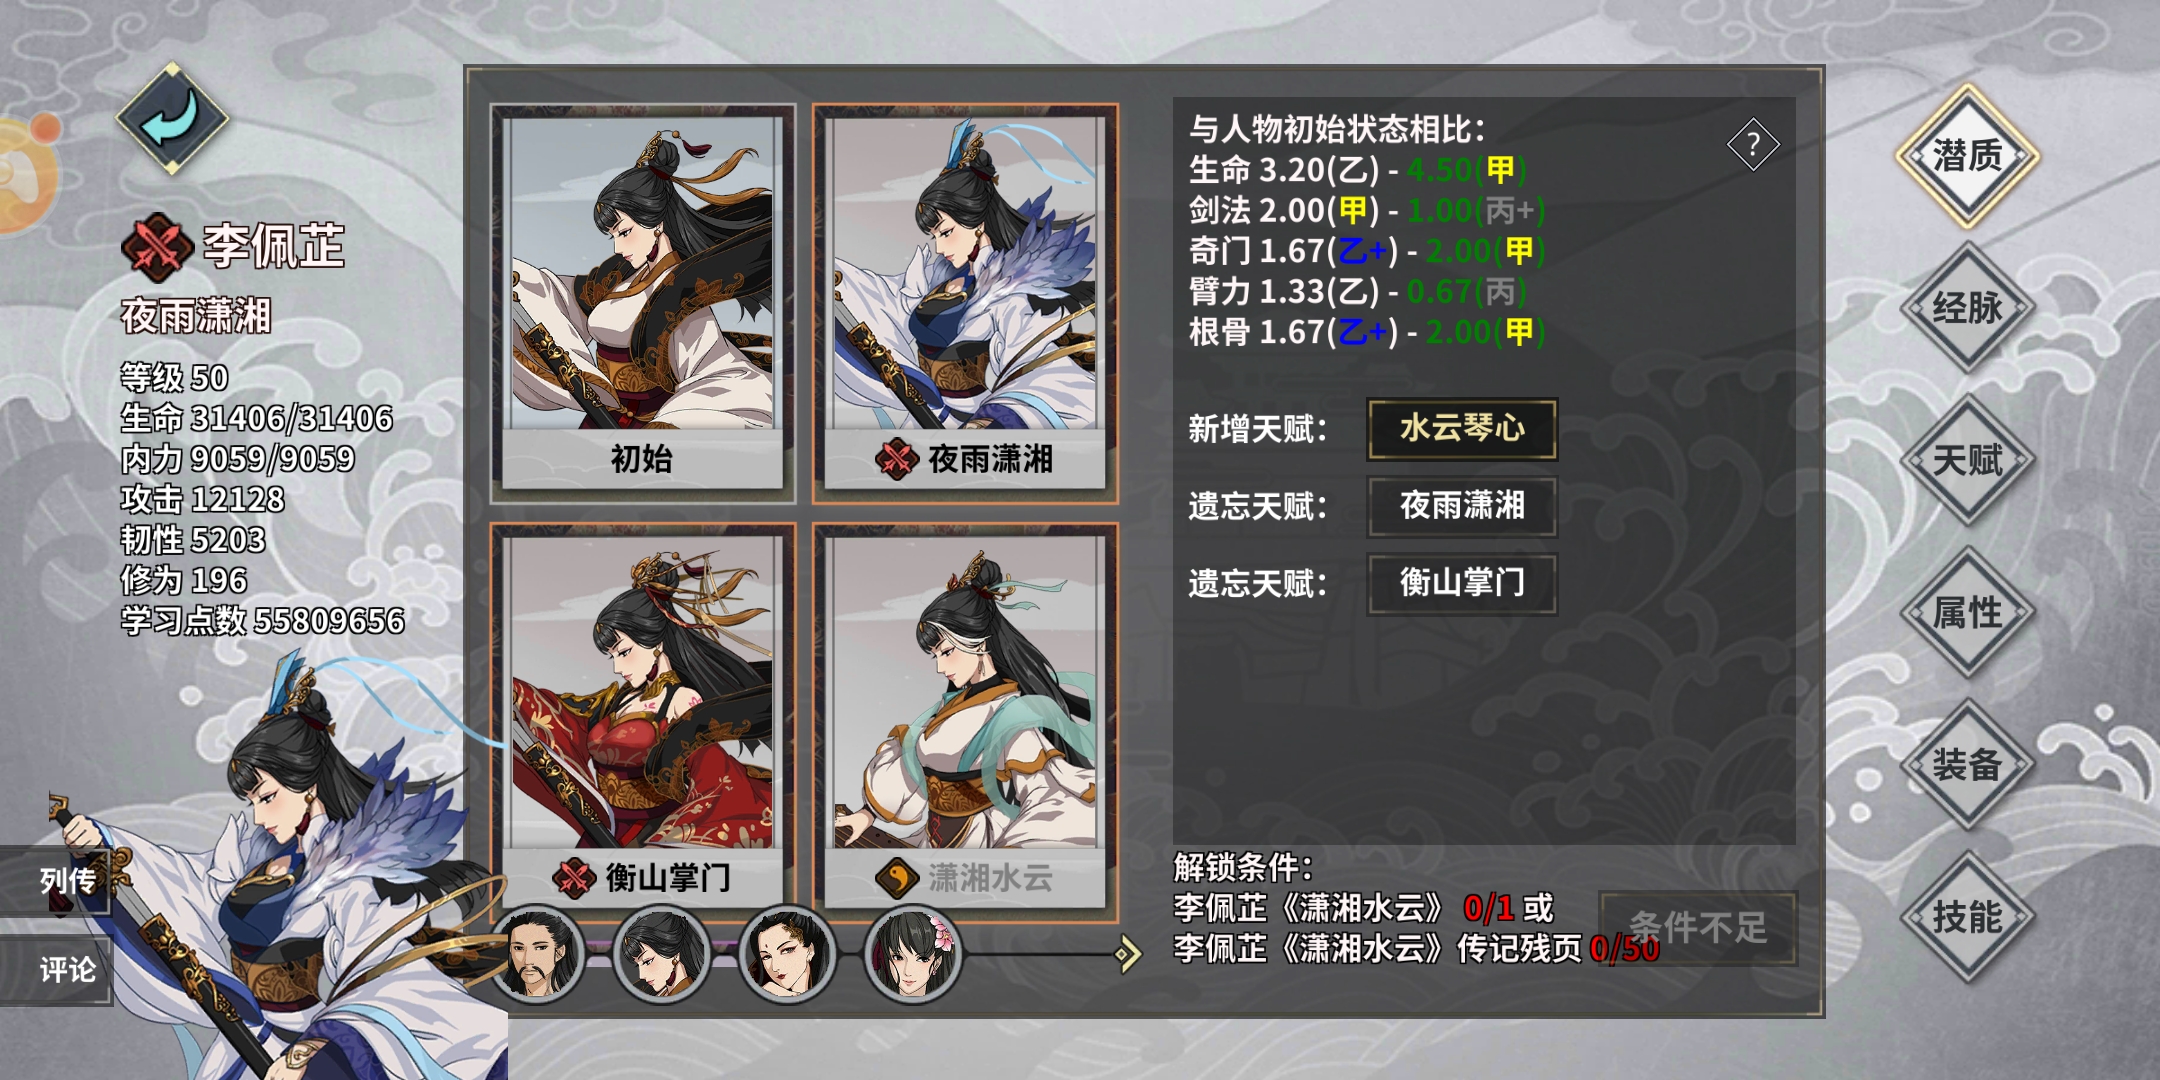 李佩芷
夜雨潇湘
等级 50
生命 31406/31406
内力 9059/9059
攻击 12128
韧性 5203
修为 196
学习点数 55809656
列传
评论
初始
夜雨潇湘
衡山掌门
潇湘水云
与人物初始状态相比：
生命 3.20(乙) - 4.50(甲)
剑法 2.00(甲) - 1.00(丙+)
奇门 1.67(乙+) - 2.00(甲)
臂力 1.33(乙) - 0.67(丙)
根骨 1.67(乙+) - 2.00(甲)
?
新增天赋： 水云琴心
遗忘天赋： 夜雨潇湘
遗忘天赋： 衡山掌门
解锁条件：
李佩芷《潇湘水云》 0/1 或
李佩芷《潇湘水云》传记残页 0/50
条件不足
潜质
经脉
天赋
属性
装备
技能